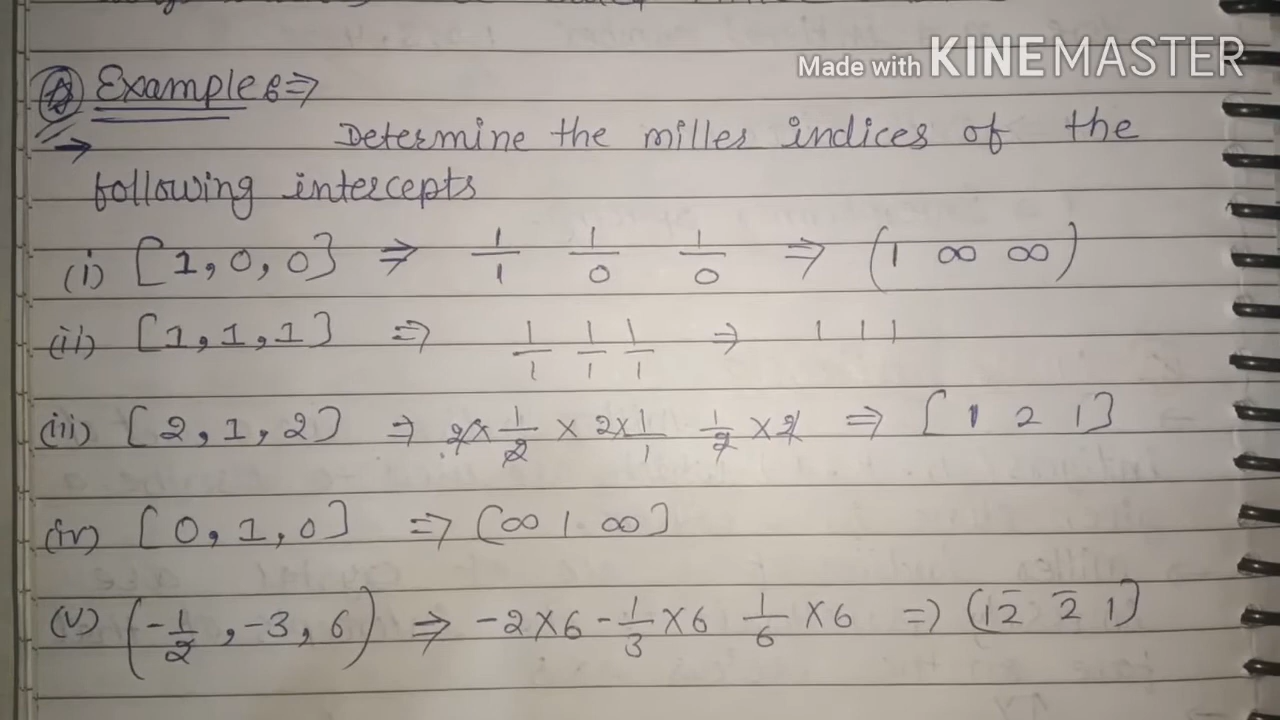 Made with KINEMASTER
Example :⇒
→ Determine the miller indices of the
following intercepts
(i) [1, 0, 0] ⇒ 1/1 1/0 1/0 ⇒ (1 ∞ ∞)
(ii) [1, 1, 1] ⇒ 1/1 1/1 1/1 ⇒ 1 1 1
(iii) [2, 1, 2] ⇒ 2 × 1/2 × 2 × 1/1 1/2 × 2 ⇒ [1 2 1]
(iv) [0, 1, 0] ⇒ [∞ 1 ∞]
(v) (-1/2, -3, 6) ⇒ -2 × 6 - 1/3 × 6 1/6 × 6 ⇒ (12̄ 2̄ 1)